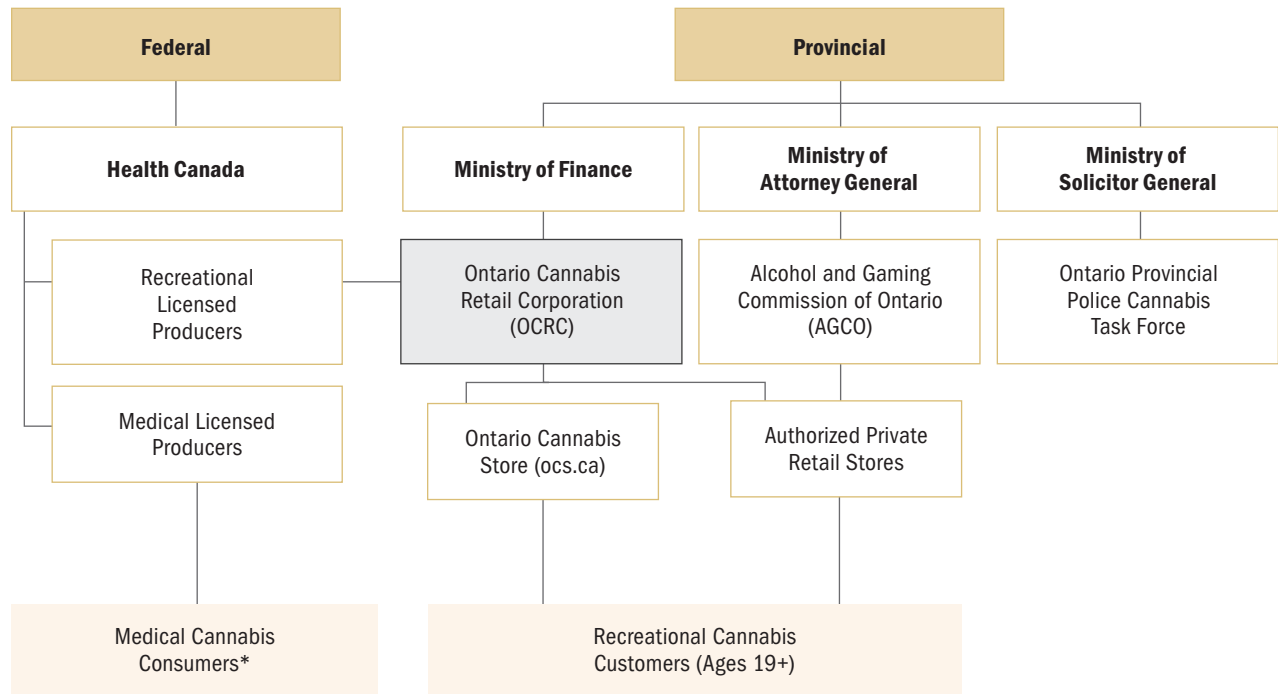 Federal
Provincial
Health Canada
Ministry of Finance
Ministry of
Attorney General
Ministry of
Solicitor General
Recreational
Licensed
Producers
Ontario Cannabis
Retail Corporation
(OCRC)
Alcohol and Gaming
Commission of Ontario
(AGCO)
Ontario Provincial
Police Cannabis
Task Force
Medical Licensed
Producers
Ontario Cannabis
Store (ocs.ca)
Authorized Private
Retail Stores
Medical Cannabis
Consumers*
Recreational Cannabis
Customers (Ages 19+)